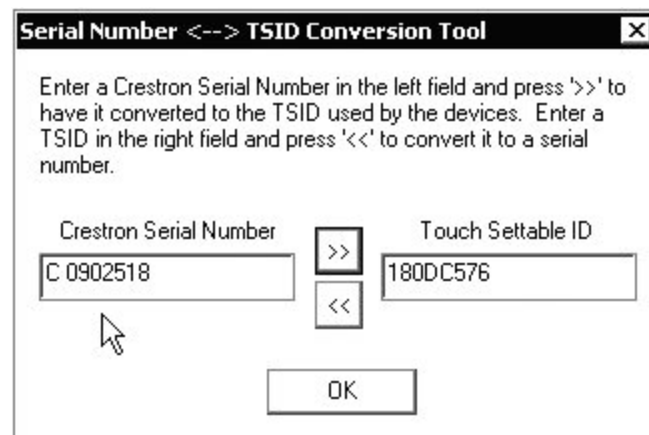 Serial Number <--> TSID Conversion Tool
Enter a Crestron Serial Number in the left field and press '>>' to
have it converted to the TSID used by the devices.  Enter a
TSID in the right field and press '<<' to convert it to a serial
number.
Crestron Serial Number
>>
Touch Settable ID
C 0902518
180DC576
<<
OK